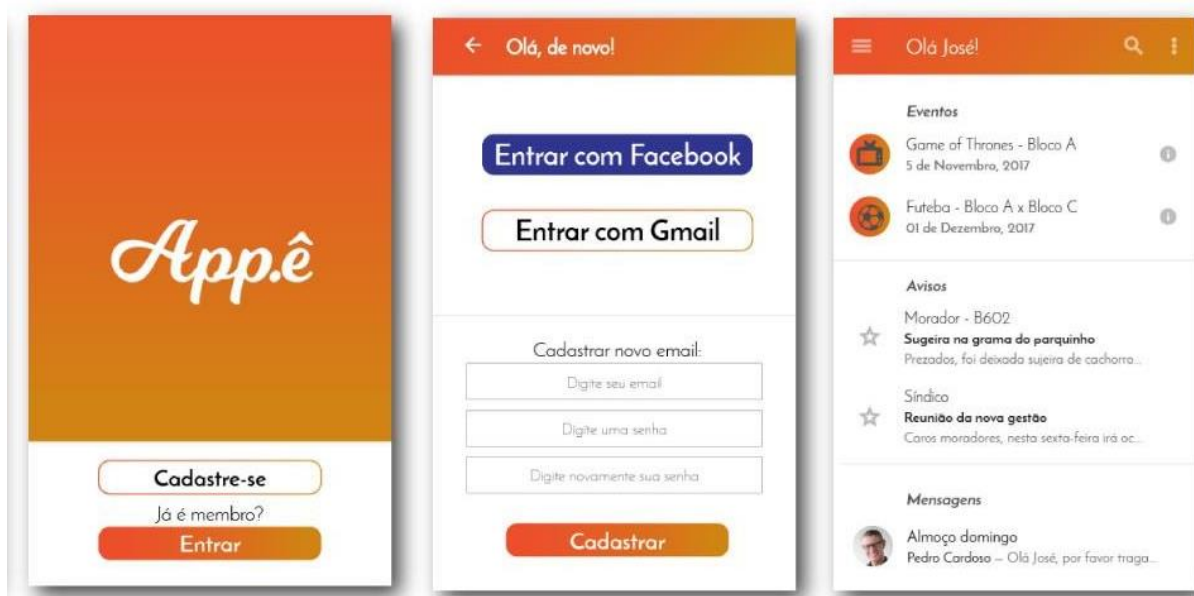 App.ê
Cadastre-se
Já é membro?
Entrar
Olá, de novo!
Entrar com Facebook
Entrar com Gmail
Cadastrar novo email:
Digite seu email
Digite uma senha
Digite novamente sua senha
Cadastrar
Olá José!
Eventos
Game of Thrones - Bloco A
5 de Novembro, 2017
Futeba - Bloco A x Bloco C
01 de Dezembro, 2017
Avisos
Morador - B602
Sugeira na grama do parquinho
Prezados, foi deixado sujeira de cachorro...
Síndico
Reunião da nova gestão
Caros moradores, nesta sexta-feira irá oc...
Mensagens
Almoço domingo
Pedro Cardoso – Olá José, por favor traga...